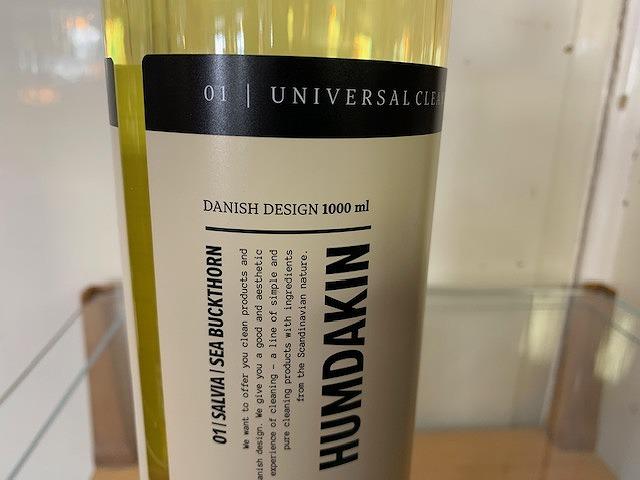 01 | UNIVERSAL
DANISH DESIGN 1000 ml
01 | SALVIA | SEA BUCKTHORN
We want to offer you clean products and
design. We give you a good and aesthetic
experience of cleaning – a line of simple and
pure cleaning products with ingredients
from the Scandinavian nature.
HUMDAKIN